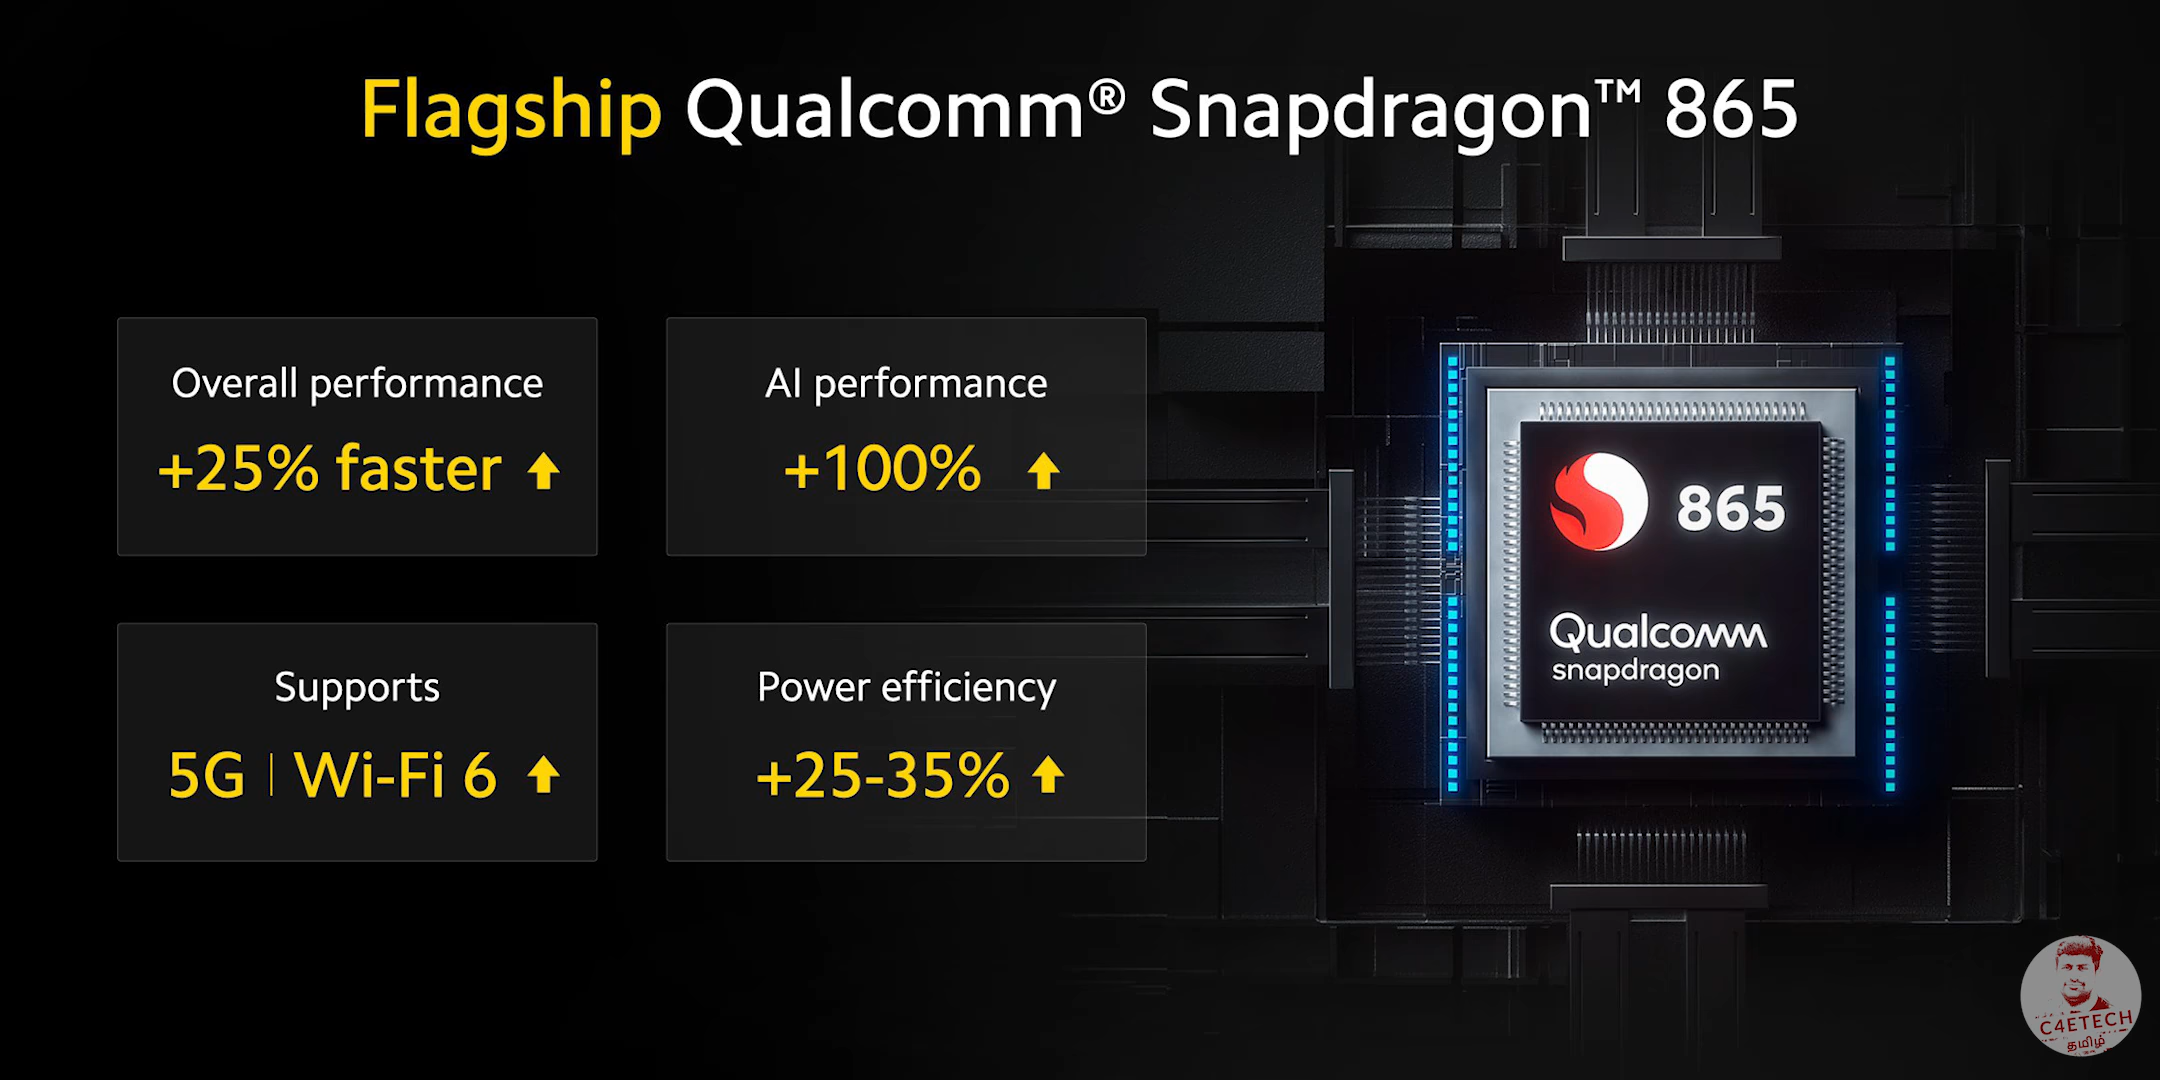 Flagship Qualcomm® Snapdragon™ 865
Overall performance
+25% faster
AI performance
+100%
Supports
5G | Wi-Fi 6
Power efficiency
+25-35%
865
Qualcomm
snapdragon
C4ETECH
தமிழ்